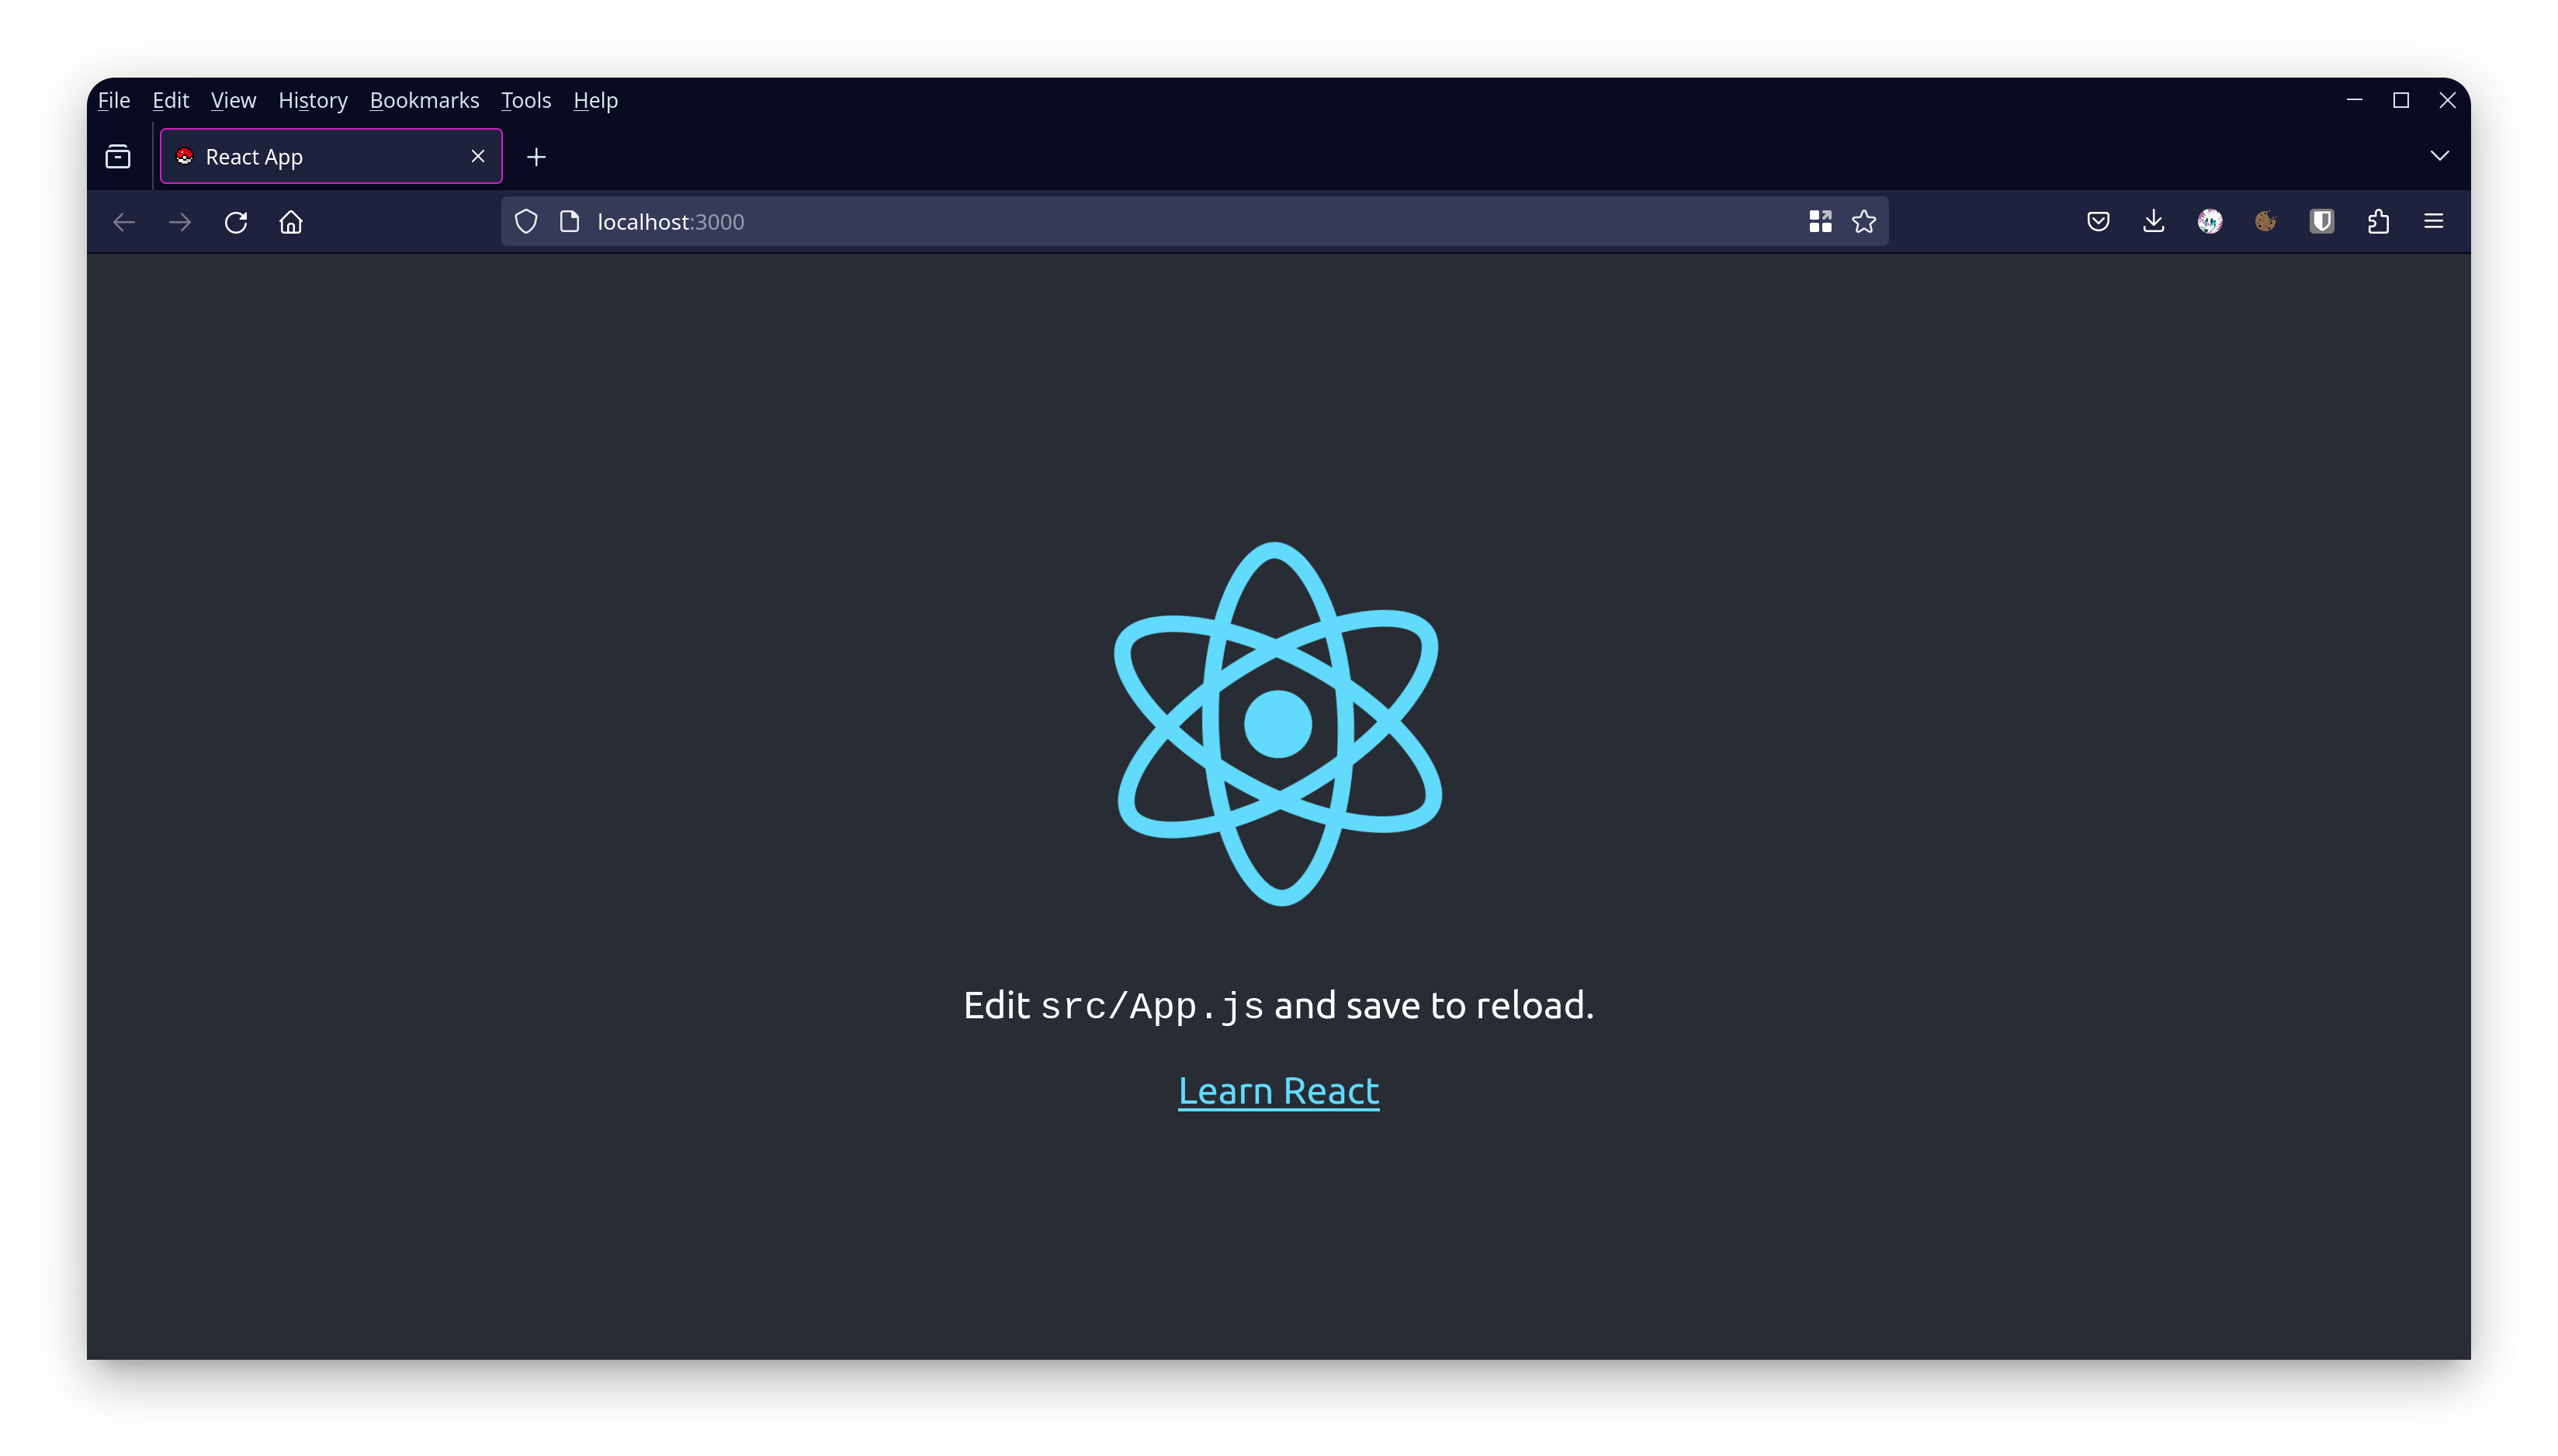 File Edit View History Bookmarks Tools Help
React App
localhost:3000
Edit src/App.js and save to reload.
Learn React